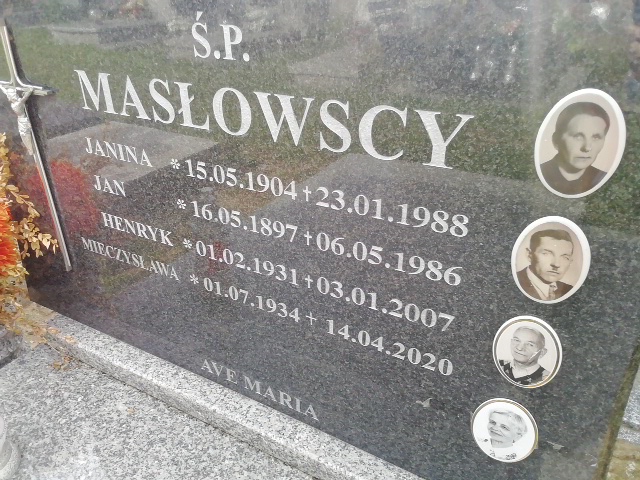 Ś.P.
MASŁOWSCY
JANINA * 15.05.1904 + 23.01.1988
JAN * 16.05.1897 + 06.05.1986
HENRYK * 01.02.1931 + 03.01.2007
MIECZYSŁAWA * 01.07.1934 + 14.04.2020
AVE MARIA